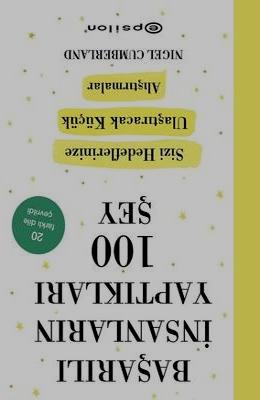 BAŞARILI
İNSANLARIN
YAPTIKLARI
100
ŞEY
20
farklı dile
çevrildi
Sizi Hedeflerinize
Ulaştıracak Küçük
Alıştırmalar
NIGEL CUMBERLAND
epsilon®